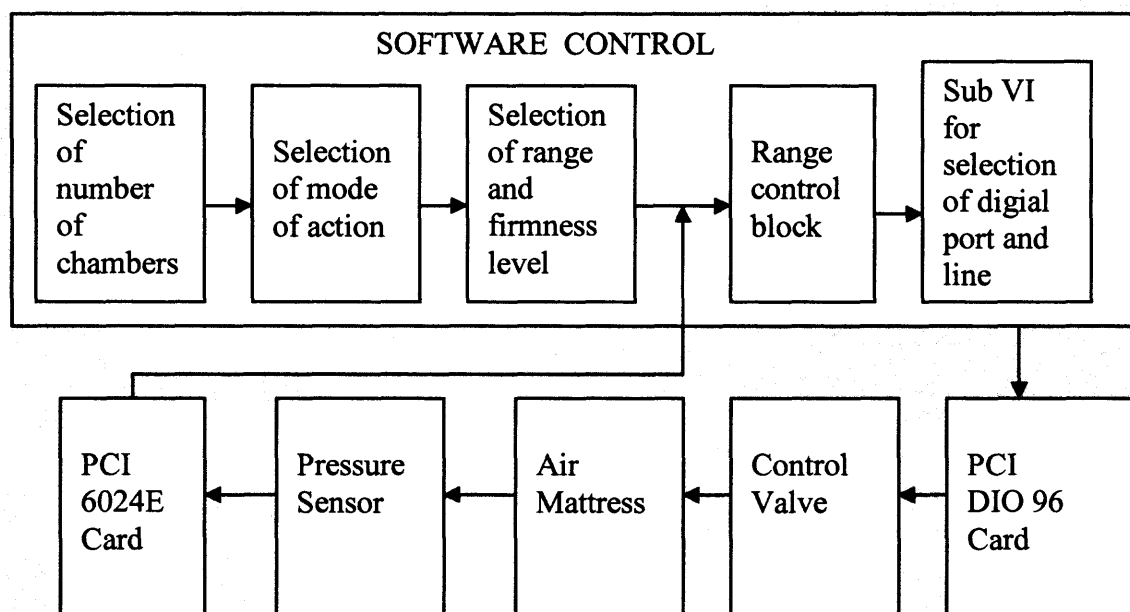 SOFTWARE CONTROL
Selection
of
number
of
chambers
Selection
of mode
of action
Selection
of range
and
firmness
level
Range
control
block
Sub VI
for
selection
of digial
port and
line
PCI
6024E
Card
Pressure
Sensor
Air
Mattress
Control
Valve
PCI
DIO 96
Card